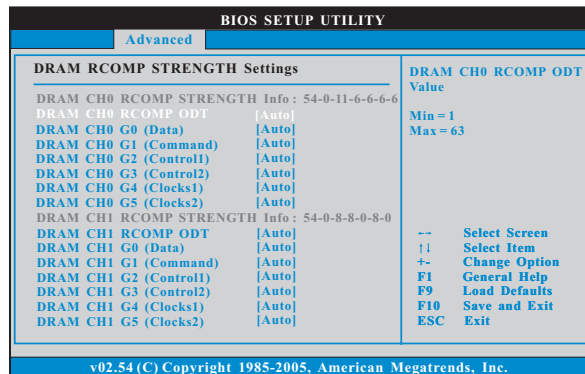 BIOS SETUP UTILITY
Advanced
DRAM RCOMP STRENGTH Settings
DRAM CH0 RCOMP STRENGTH Info : 54-0-11-6-6-6-6
DRAM CH0 RCOMP ODT [Auto]
DRAM CH0 G0 (Data) [Auto]
DRAM CH0 G1 (Command) [Auto]
DRAM CH0 G2 (Control1) [Auto]
DRAM CH0 G3 (Control2) [Auto]
DRAM CH0 G4 (Clocks1) [Auto]
DRAM CH0 G5 (Clocks2) [Auto]
DRAM CH1 RCOMP STRENGTH Info : 54-0-8-8-0-8-0
DRAM CH1 RCOMP ODT [Auto]
DRAM CH1 G0 (Data) [Auto]
DRAM CH1 G1 (Command) [Auto]
DRAM CH1 G2 (Control1) [Auto]
DRAM CH1 G3 (Control2) [Auto]
DRAM CH1 G4 (Clocks1) [Auto]
DRAM CH1 G5 (Clocks2) [Auto]
DRAM CH0 RCOMP ODT
Value
Min = 1
Max = 63
←→ Select Screen
↑↓ Select Item
+- Change Option
F1 General Help
F9 Load Defaults
F10 Save and Exit
ESC Exit
v02.54 (C) Copyright 1985-2005, American Megatrends, Inc.